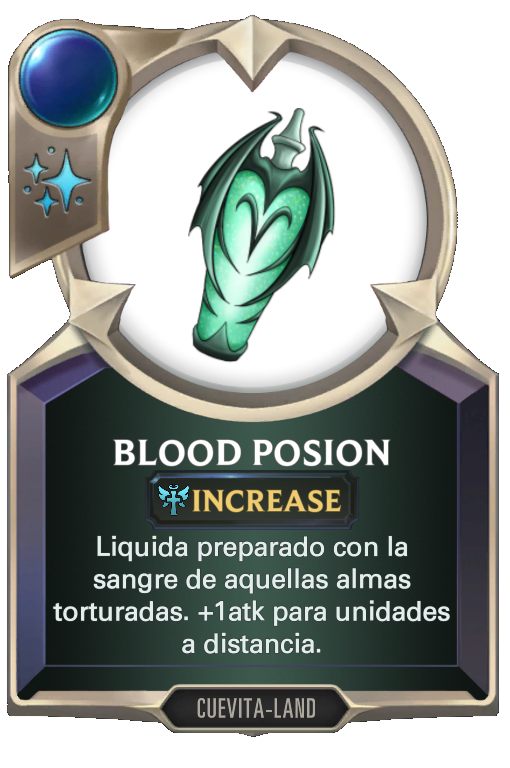 BLOOD POSION
INCREASE
Liquida preparado con la
sangre de aquellas almas
torturadas. +1atk para unidades
a distancia.
CUEVITA-LAND